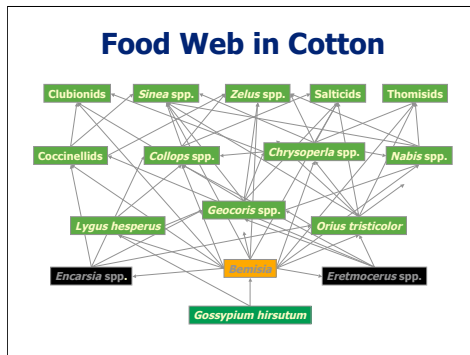 Food Web in Cotton
Clubionids Sinea spp. Zelus spp. Salticids Thomisids
Coccinellids Collops spp. Chrysoperla spp. Nabis spp.
Geocoris spp.
Lygus hesperus Orius tristicolor
Encarsia spp. Bemisia Eretmocerus spp.
Gossypium hirsutum